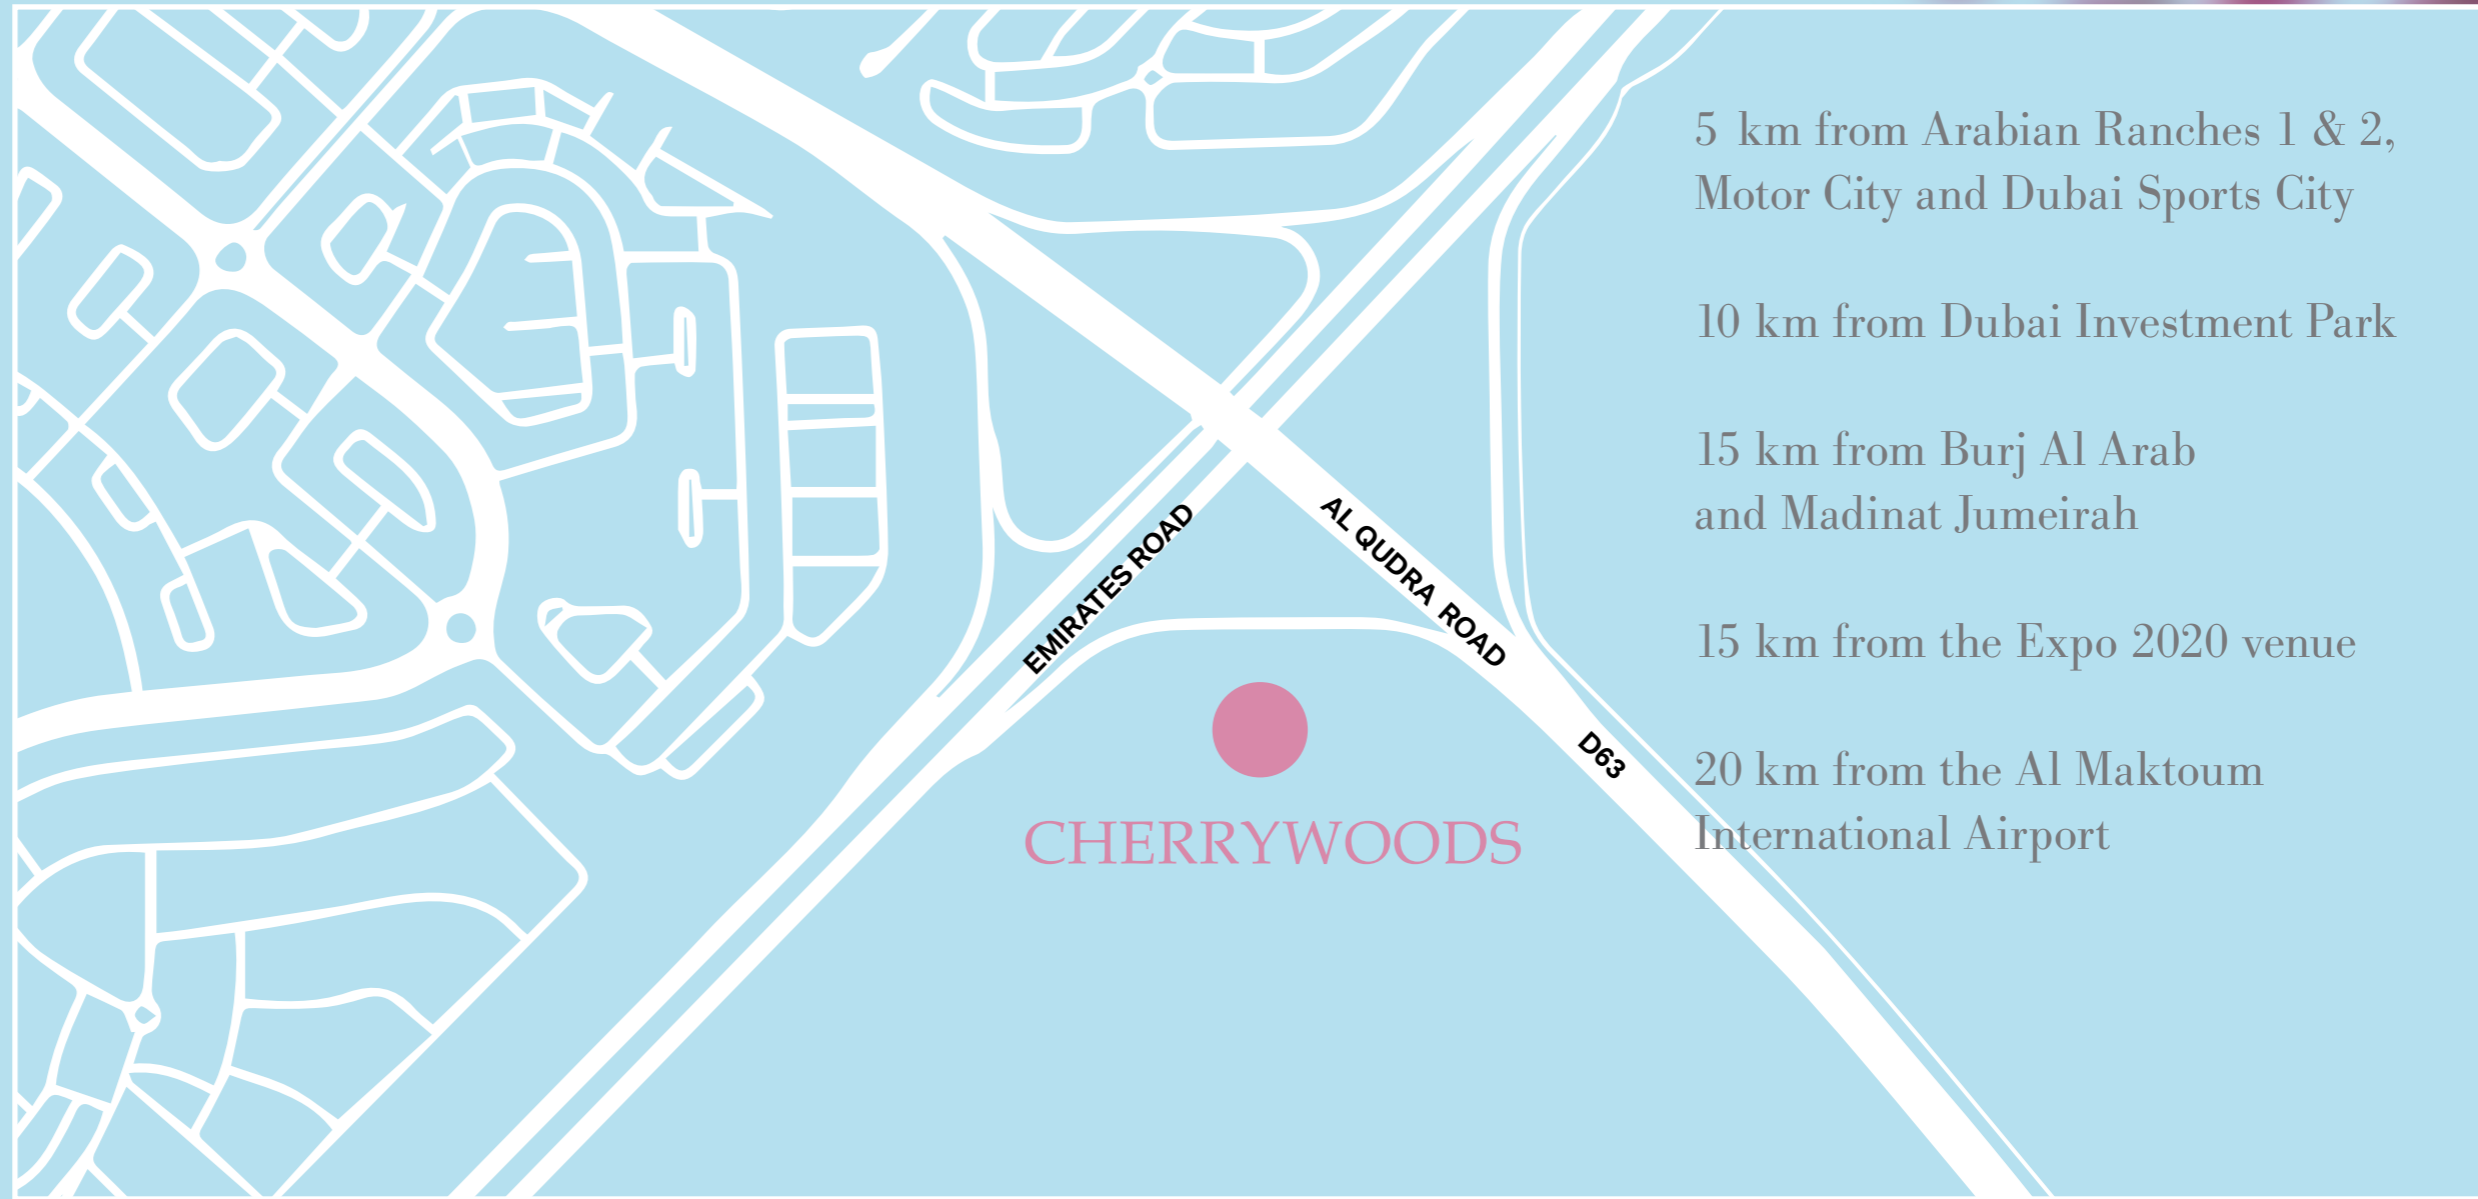 5 km from Arabian Ranches 1 & 2,
Motor City and Dubai Sports City
10 km from Dubai Investment Park
15 km from Burj Al Arab
and Madinat Jumeirah
15 km from the Expo 2020 venue
20 km from the Al Maktoum
International Airport
EMIRATES ROAD
AL QUDRA ROAD
D63
CHERRYWOODS